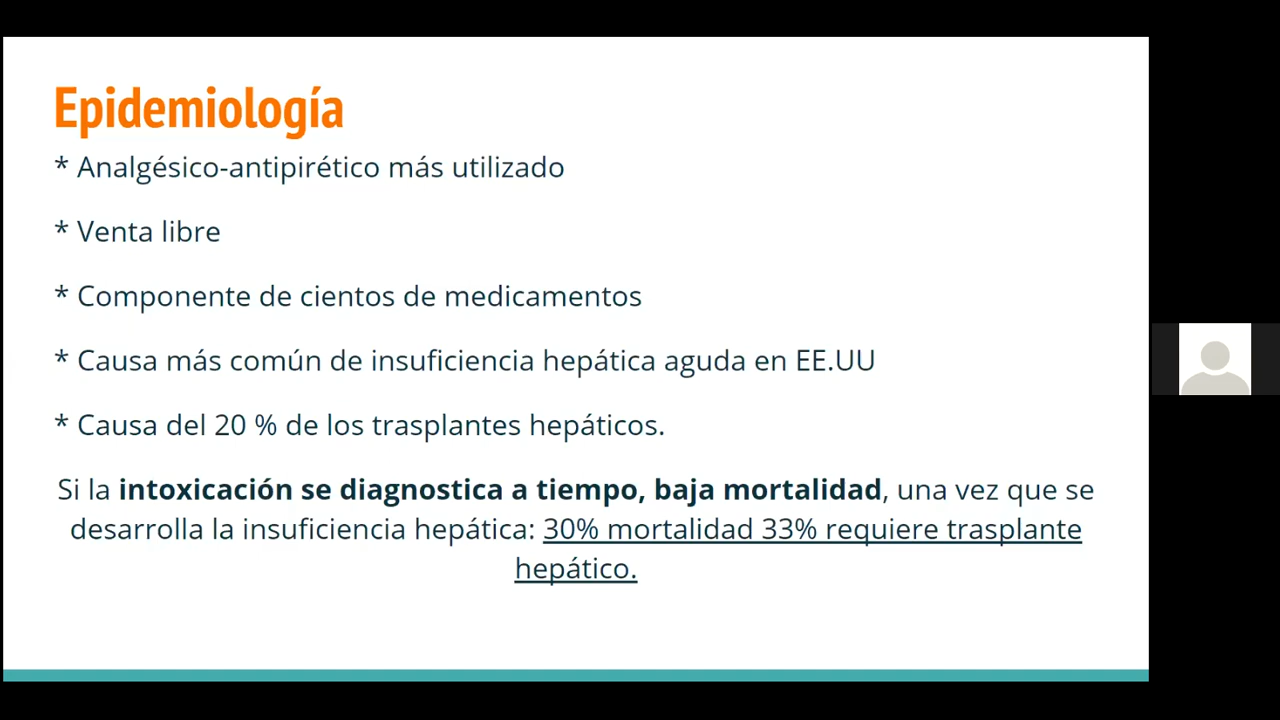 Epidemiología
* Analgésico-antipirético más utilizado
* Venta libre
* Componente de cientos de medicamentos
* Causa más común de insuficiencia hepática aguda en EE.UU
* Causa del 20 % de los trasplantes hepáticos.
Si la intoxicación se diagnostica a tiempo, baja mortalidad, una vez que se
desarrolla la insuficiencia hepática: 30% mortalidad 33% requiere trasplante
hepático.